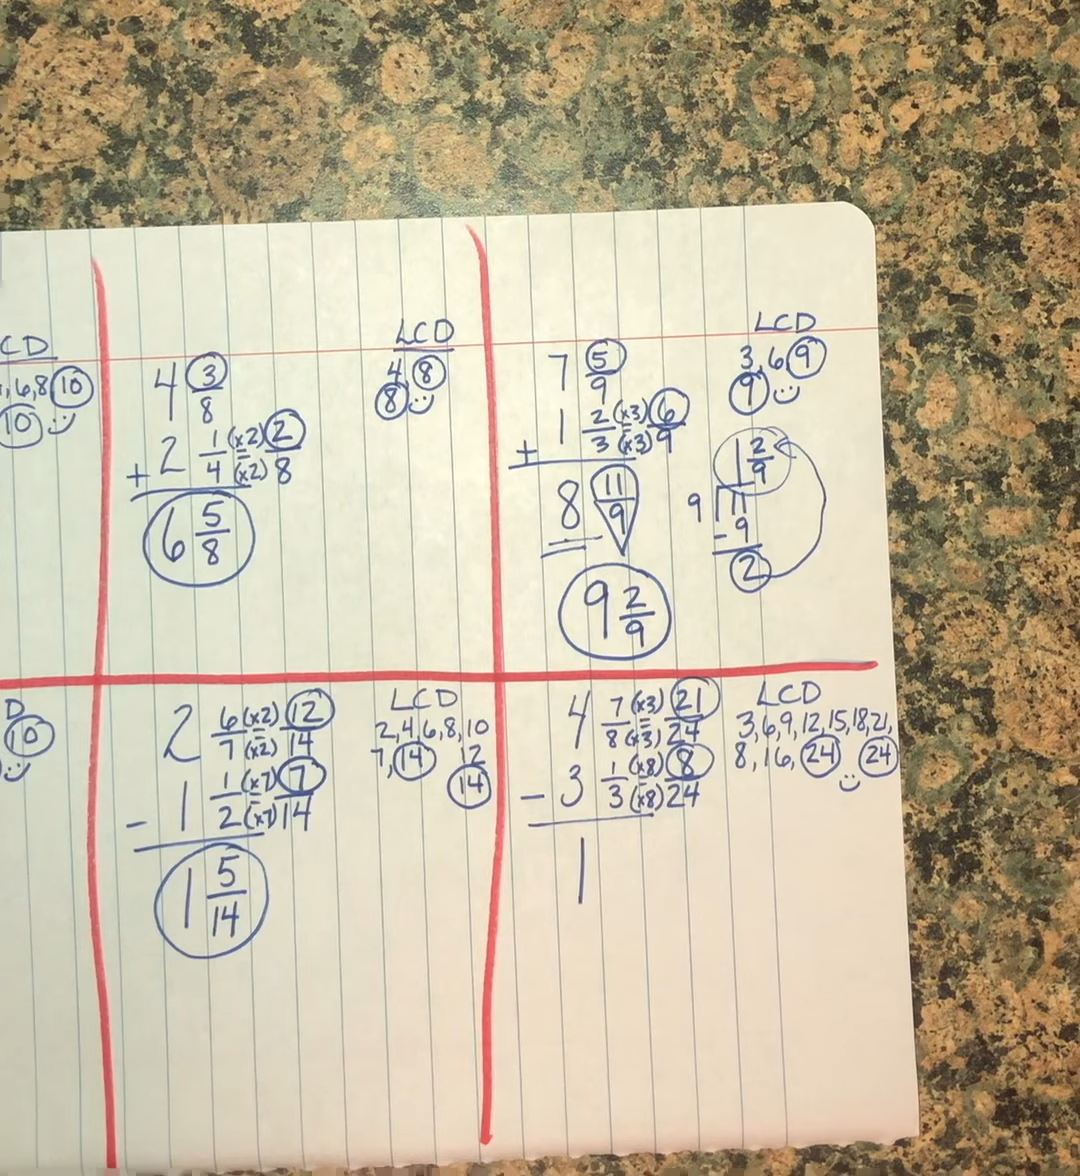 CD
,6,8 10
10
LCD
4, 8
8
4 3/8
+ 2 1/4 (x2)/(x2) = 2/8
6 5/8
LCD
3, 6, 9
9
7 5/9
+ 1 2/3 (x3)/(x3) = 6/9
8 11/9
9 2/9
1 2/9
9 11
- 9
2
D
10
LCD
2,4,6,8,10
12
7, 14
14
2 6/7 (x2)/(x2) = 12/14
- 1 1/2 (x7)/(x7) = 7/14
1 5/14
LCD
3,6,9,12,15,18,21,
24
8,16, 24
4 7/8 (x3)/(x3) = 21/24
- 3 1/3 (x8)/(x8) = 8/24
1